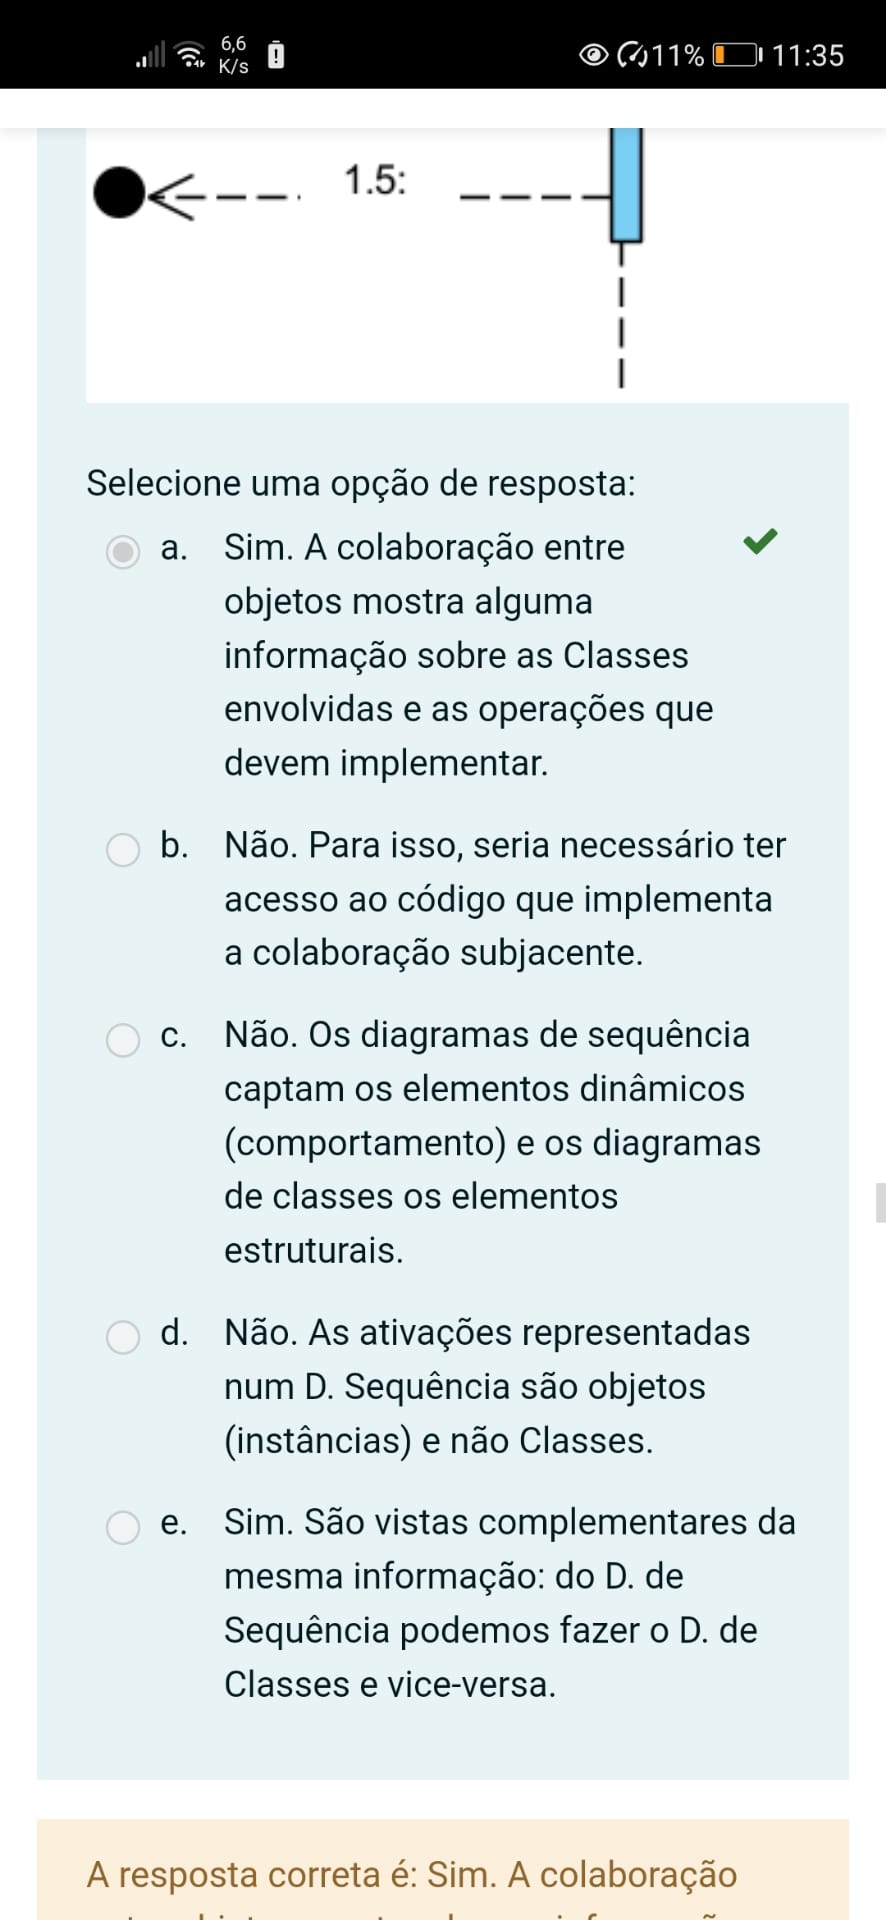 6,6
K/s
11%
11:35
1.5:
Selecione uma opção de resposta:
a. Sim. A colaboração entre
objetos mostra alguma
informação sobre as Classes
envolvidas e as operações que
devem implementar.
b. Não. Para isso, seria necessário ter
acesso ao código que implementa
a colaboração subjacente.
c. Não. Os diagramas de sequência
captam os elementos dinâmicos
(comportamento) e os diagramas
de classes os elementos
estruturais.
d. Não. As ativações representadas
num D. Sequência são objetos
(instâncias) e não Classes.
e. Sim. São vistas complementares da
mesma informação: do D. de
Sequência podemos fazer o D. de
Classes e vice-versa.
A resposta correta é: Sim. A colaboração